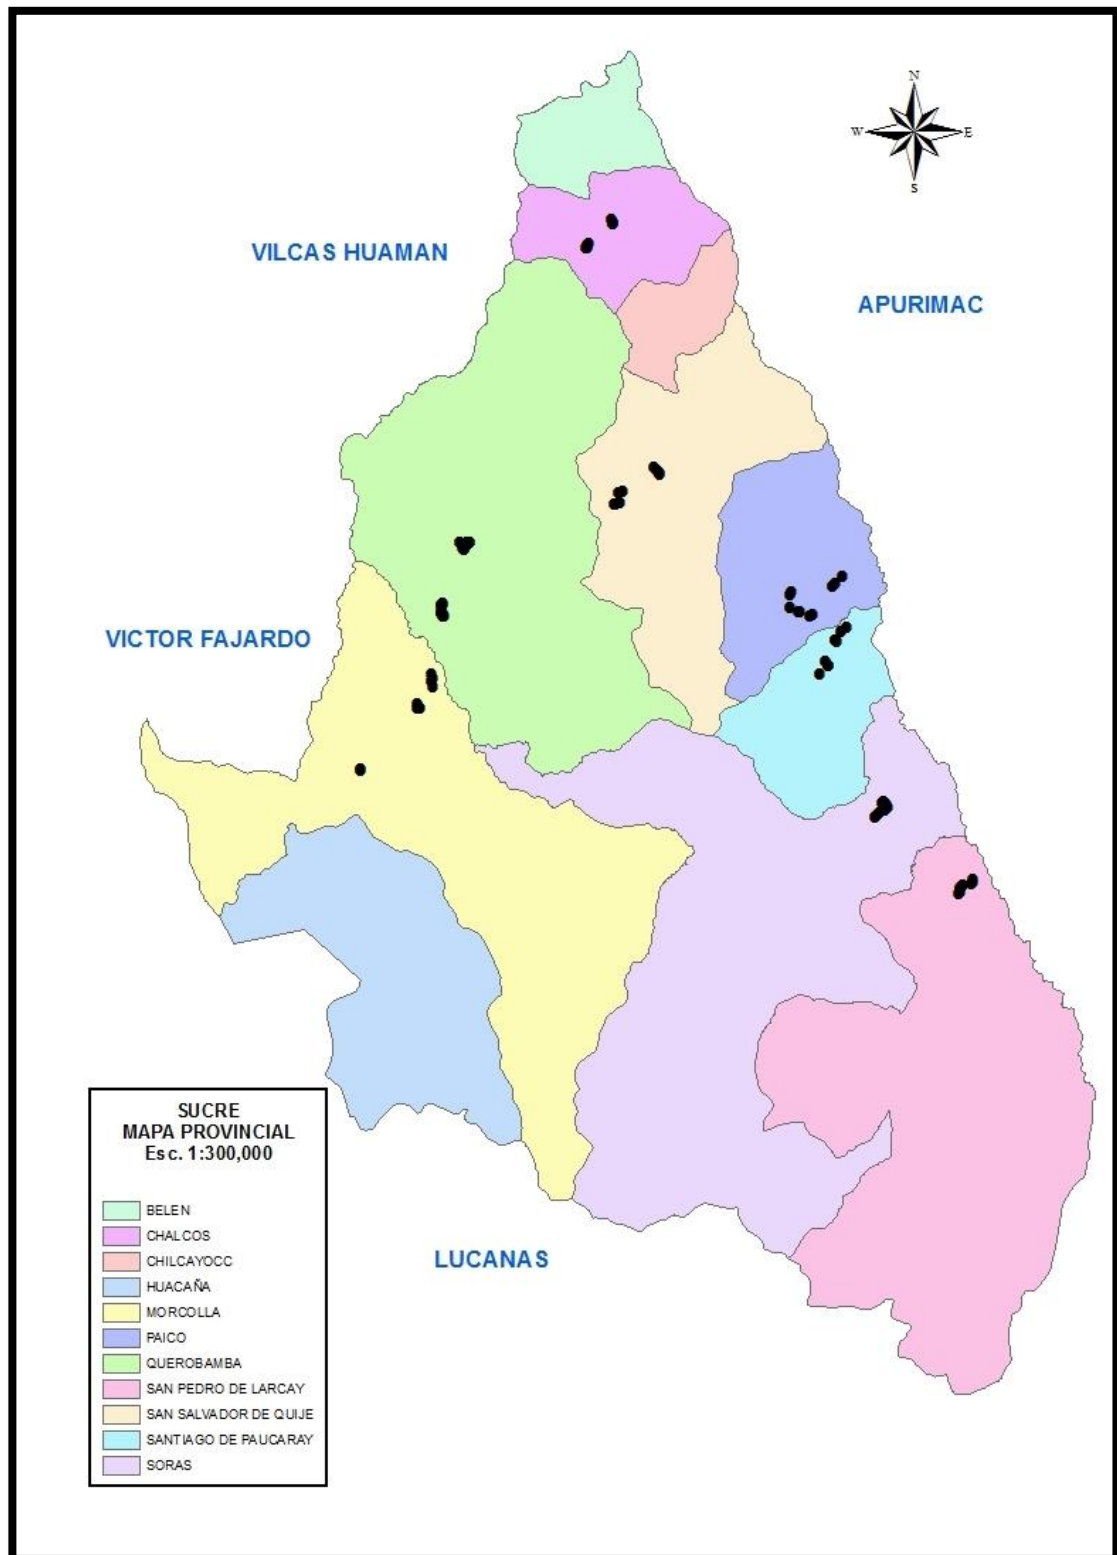 N
W E
S
VILCAS HUAMAN
APURIMAC
VICTOR FAJARDO
LUCANAS
SUCRE
MAPA PROVINCIAL
Esc. 1:300,000
BELEN
CHALCOS
CHILCAYOCC
HUACAÑA
MORCOLLA
PAICO
QUEROBAMBA
SAN PEDRO DE LARCAY
SAN SALVADOR DE QUIJE
SANTIAGO DE PAUCARAY
SORAS